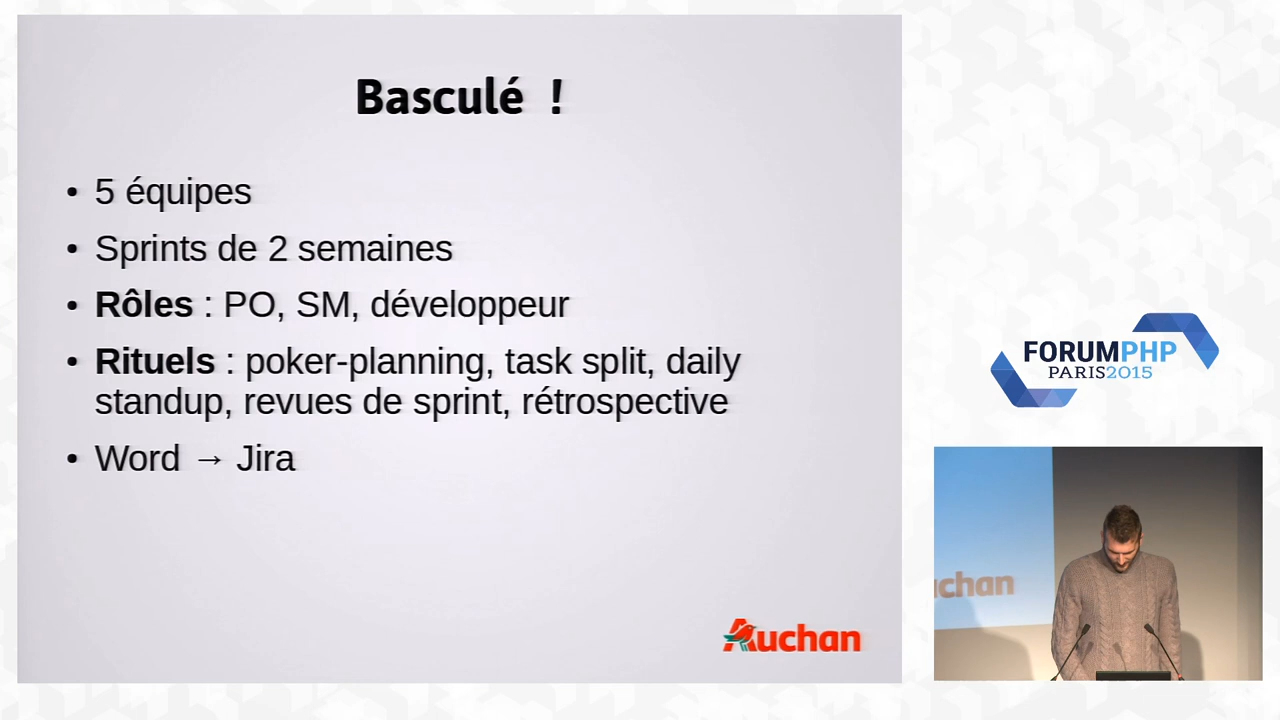 Basculé !
• 5 équipes
• Sprints de 2 semaines
• Rôles : PO, SM, développeur
• Rituels : poker-planning, task split, daily
standup, revues de sprint, rétrospective
• Word → Jira
Auchan
FORUMPHP
PARIS2015
uchan